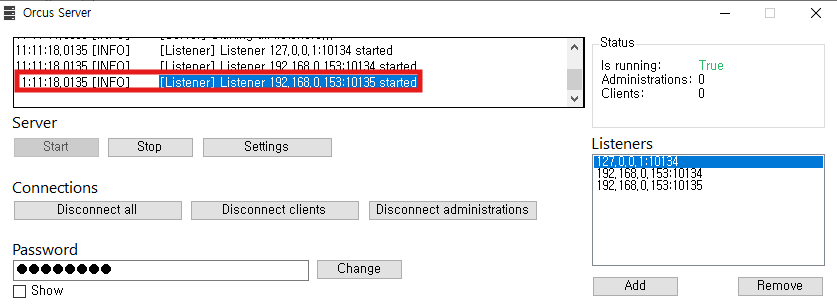 Orcus Server
11:11:18,0135 [INFO] [Listener] Listener 127,0,0,1:10134 started
11:11:18,0135 [INFO] [Listener] Listener 192,168,0,153:10134 started
1:11:18,0135 [INFO] [Listener] Listener 192,168,0,153:10135 started
Server
Start Stop Settings
Connections
Disconnect all Disconnect clients Disconnect administrations
Password
●●●●●●●● Change
Show
Status
Is running: True
Administrations: 0
Clients: 0
Listeners
127,0,0,1:10134
192,168,0,153:10134
192,168,0,153:10135
Add Remove